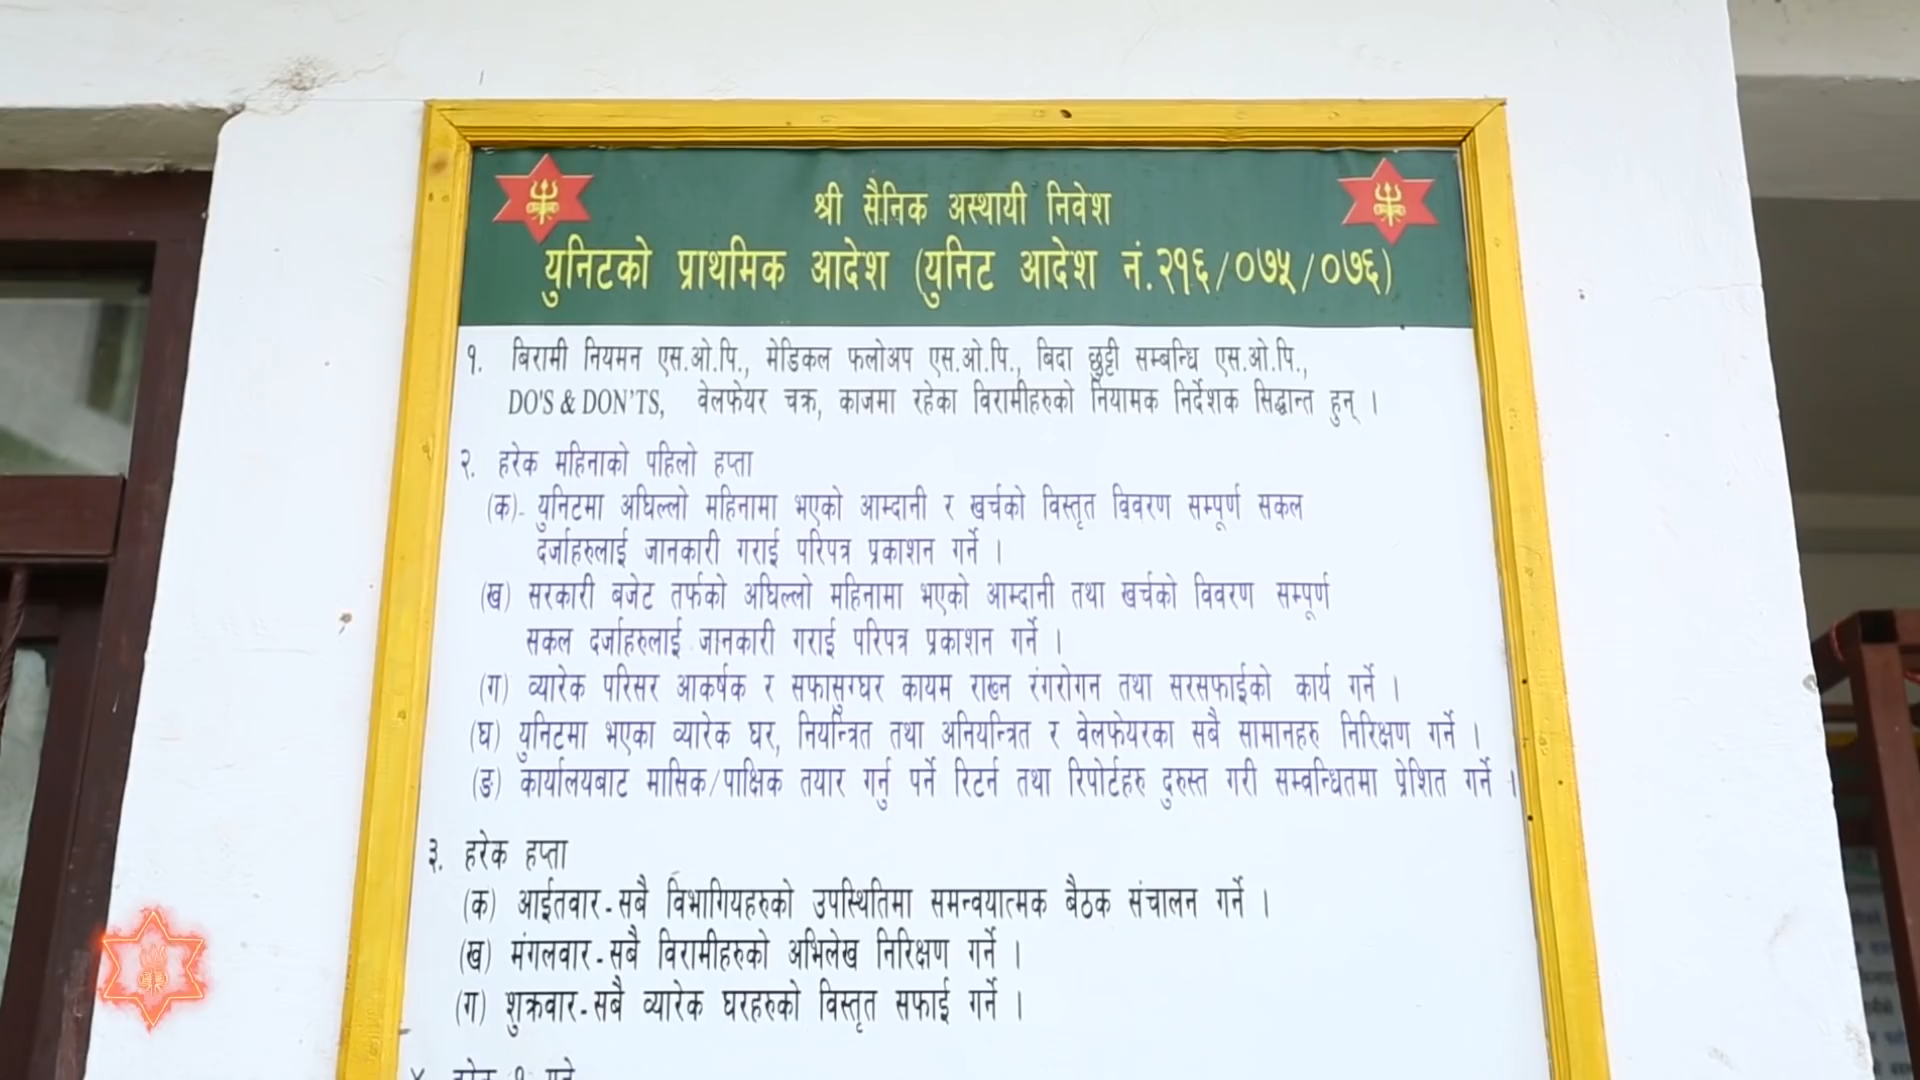 श्री सैनिक अस्थायी निवेश
युनिटको प्राथमिक आदेश (युनिट आदेश नं.२१६/०७५/०७६)
१. बिरामी नियमन एस.ओ.पि., मेडिकल फलोअप एस.ओ.पि., बिदा छुट्टी सम्बन्धि एस.ओ.पि.,
DO'S & DON'TS, वेलफेयर चक्र, काजमा रहेका विरामीहरुको नियामक निर्देशक सिद्धान्त हुन् ।
२. हरेक महिनाको पहिलो हप्ता
(क)- युनिटमा अघिल्लो महिनामा भएको आम्दानी र खर्चको विस्तृत विवरण सम्पूर्ण सकल
दर्जाहरुलाई जानकारी गराई परिपत्र प्रकाशन गर्ने ।
(ख) सरकारी बजेट तर्फको अघिल्लो महिनामा भएको आम्दानी तथा खर्चको विवरण सम्पूर्ण
सकल दर्जाहरुलाई जानकारी गराई परिपत्र प्रकाशन गर्ने ।
(ग) व्यारेक परिसर आकर्षक र सफासुग्घर कायम राख्न रंगरोगन तथा सरसफाईको कार्य गर्ने ।
(घ) युनिटमा भएका व्यारेक घर, नियन्त्रित तथा अनियन्त्रित र वेलफेयरका सबै सामानहरु निरिक्षण गर्ने ।
(ङ) कार्यालयबाट मासिक/पाक्षिक तयार गर्नु पर्ने रिटर्न तथा रिपोर्टहरु दुरुस्त गरी सम्बन्धितमा प्रेशित गर्ने ।
३. हरेक हप्ता
(क) आईतवार-सबै विभागियहरुको उपस्थितिमा समन्वयात्मक बैठक संचालन गर्ने ।
(ख) मंगलवार-सबै विरामीहरुको अभिलेख निरिक्षण गर्ने ।
(ग) शुक्रवार-सबै व्यारेक घरहरुको विस्तृत सफाई गर्ने ।